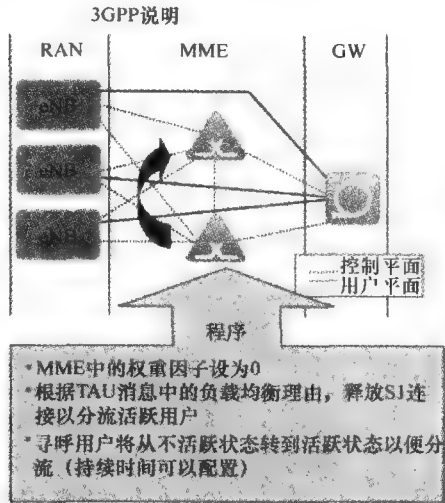 3GPP说明
RAN
MME
GW
eNB
eNB
eNB
控制平面
用户平面
程序
*MME中的权重因子设为0
*根据TAU消息中的负载均衡理由，释放S1连
接以分流活跃用户
*寻呼用户将从不活跃状态转到活跃状态以便分
流（持续时间可以配置）